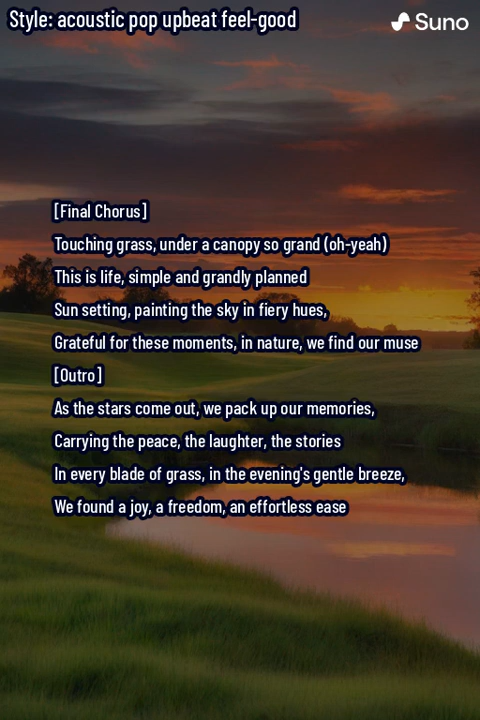 Style: acoustic pop upbeat feel-good
Suno
[Final Chorus]
Touching grass, under a canopy so grand (oh-yeah)
This is life, simple and grandly planned
Sun setting, painting the sky in fiery hues,
Grateful for these moments, in nature, we find our muse
[Outro]
As the stars come out, we pack up our memories,
Carrying the peace, the laughter, the stories
In every blade of grass, in the evening's gentle breeze,
We found a joy, a freedom, an effortless ease